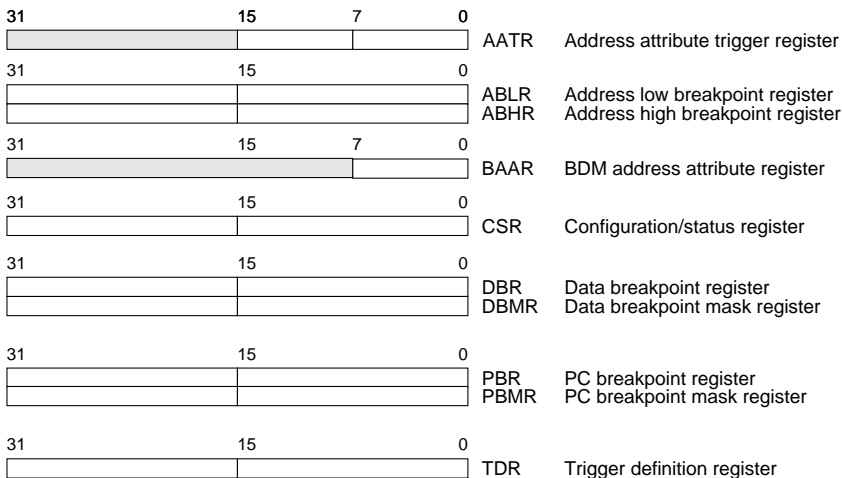 31 15 7 0
AATR Address attribute trigger register
31 15 0
ABLR Address low breakpoint register
ABHR Address high breakpoint register
31 15 7 0
BAAR BDM address attribute register
31 15 0
CSR Configuration/status register
31 15 0
DBR Data breakpoint register
DBMR Data breakpoint mask register
31 15 0
PBR PC breakpoint register
PBMR PC breakpoint mask register
31 15 0
TDR Trigger definition register